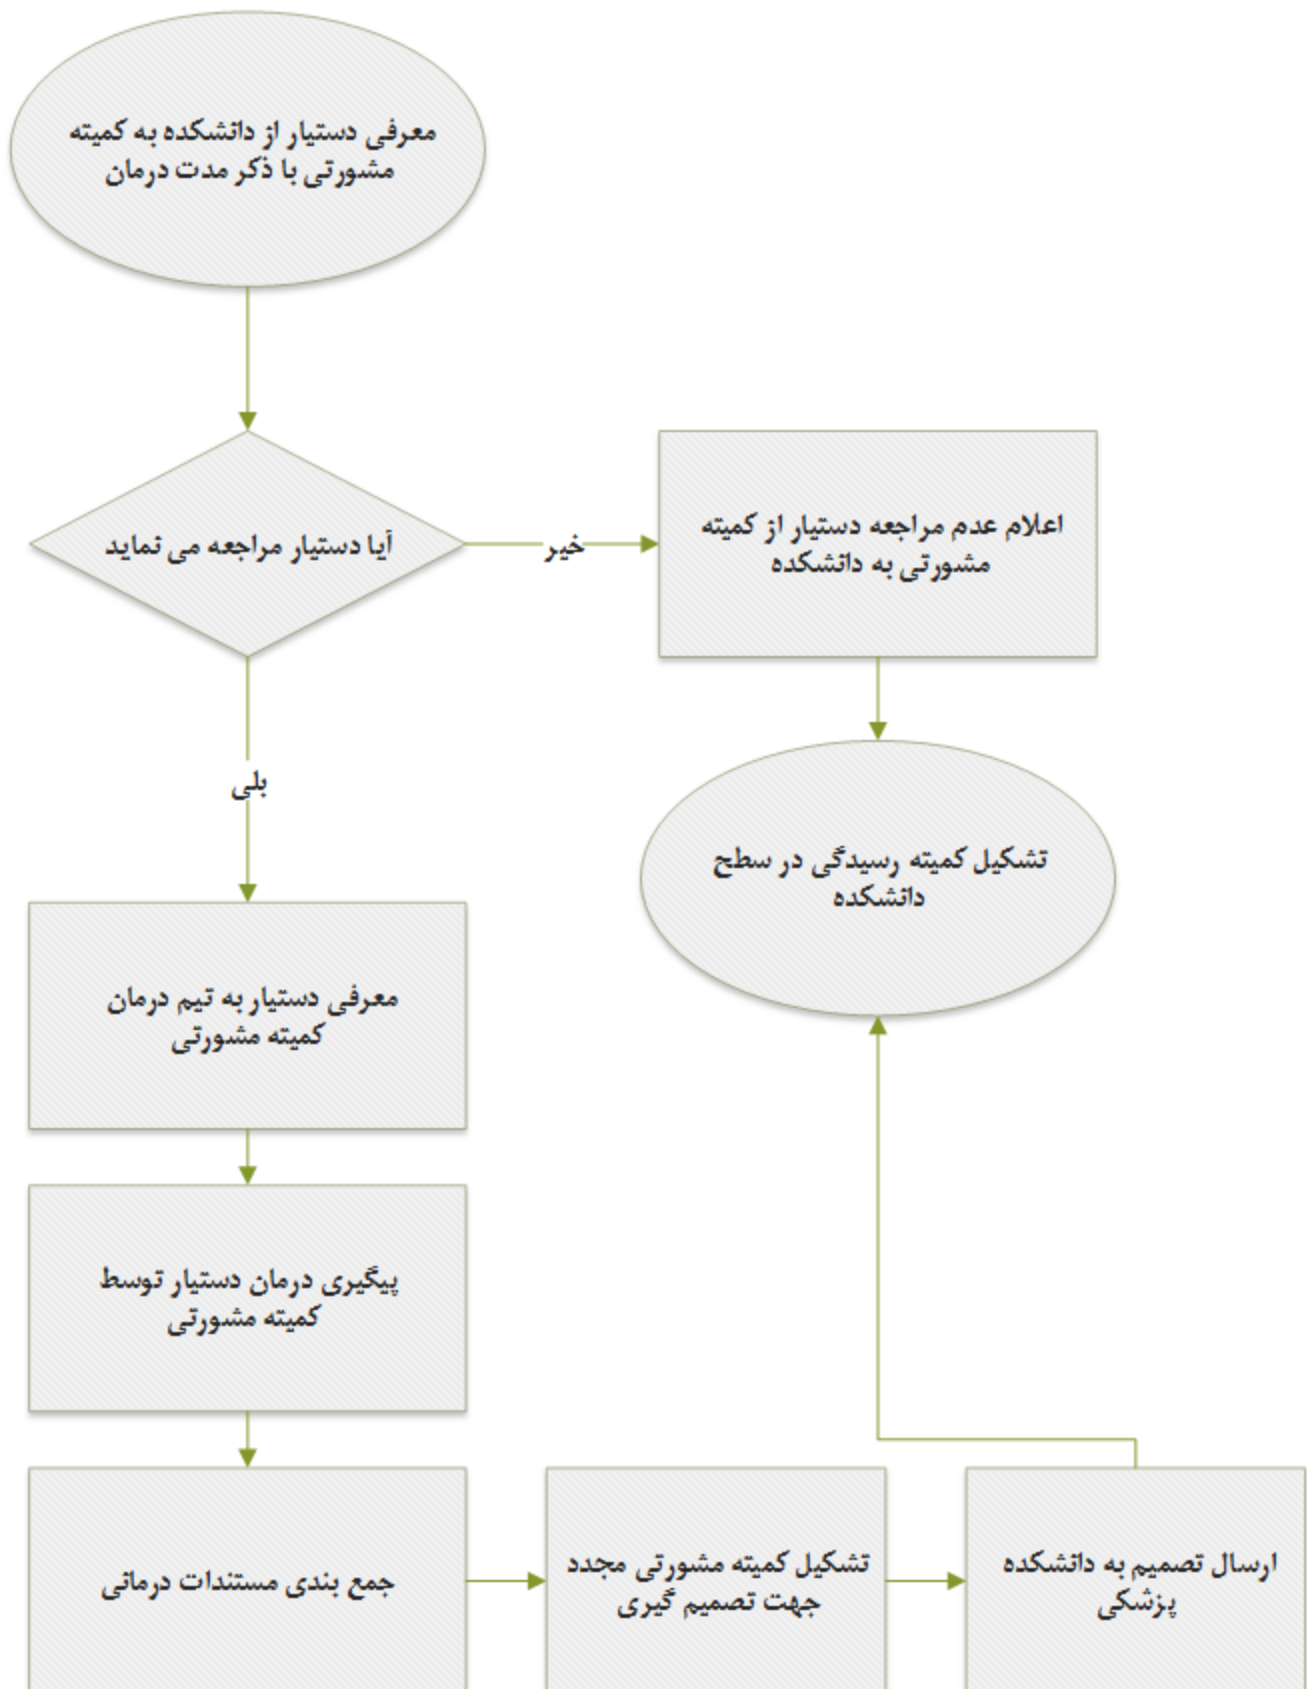 معرفی دستیار از دانشکده به کمیته
مشورتی با ذکر مدت درمان
آیا دستیار مراجعه می نماید
خیر
اعلام عدم مراجعه دستیار از کمیته
مشورتی به دانشکده
بلی
تشکیل کمیته رسیدگی در سطح
دانشکده
معرفی دستیار به تیم درمان
کمیته مشورتی
پیگیری درمان دستیار توسط
کمیته مشورتی
جمع بندی مستندات درمانی
تشکیل کمیته مشورتی مجدد
جهت تصمیم گیری
ارسال تصمیم به دانشکده
پزشکی